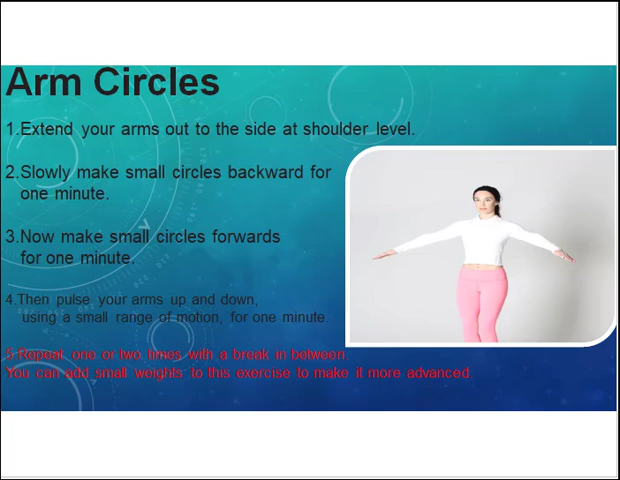 Arm Circles
1.Extend your arms out to the side at shoulder level.
2.Slowly make small circles backward for
one minute.
3.Now make small circles forwards
for one minute.
4.Then pulse your arms up and down,
using a small range of motion, for one minute.
5.Repeat one or two times with a break in between.
You can add small weights to this exercise to make it more advanced.